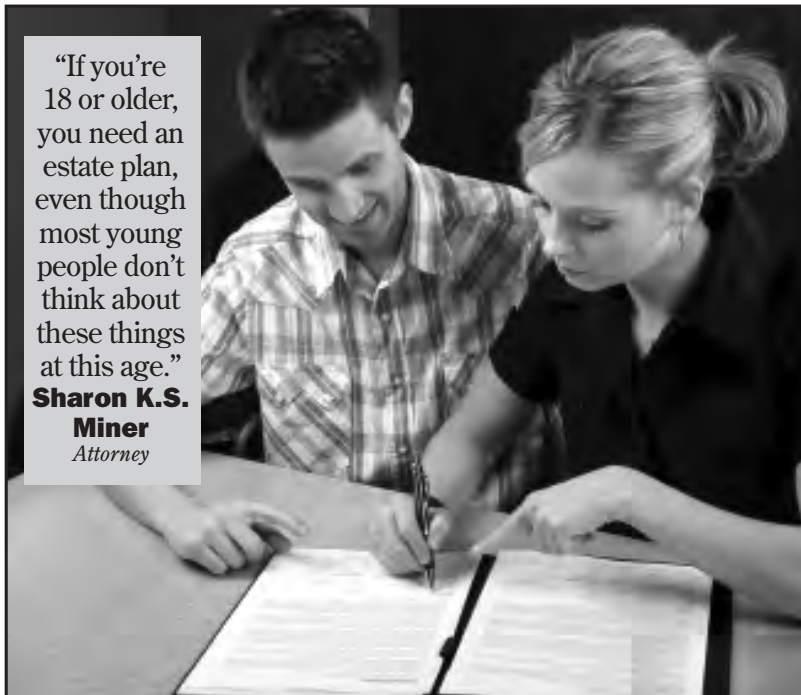 “If you’re
18 or older,
you need an
estate plan,
even though
most young
people don’t
think about
these things
at this age.”
Sharon K.S.
Miner
Attorney